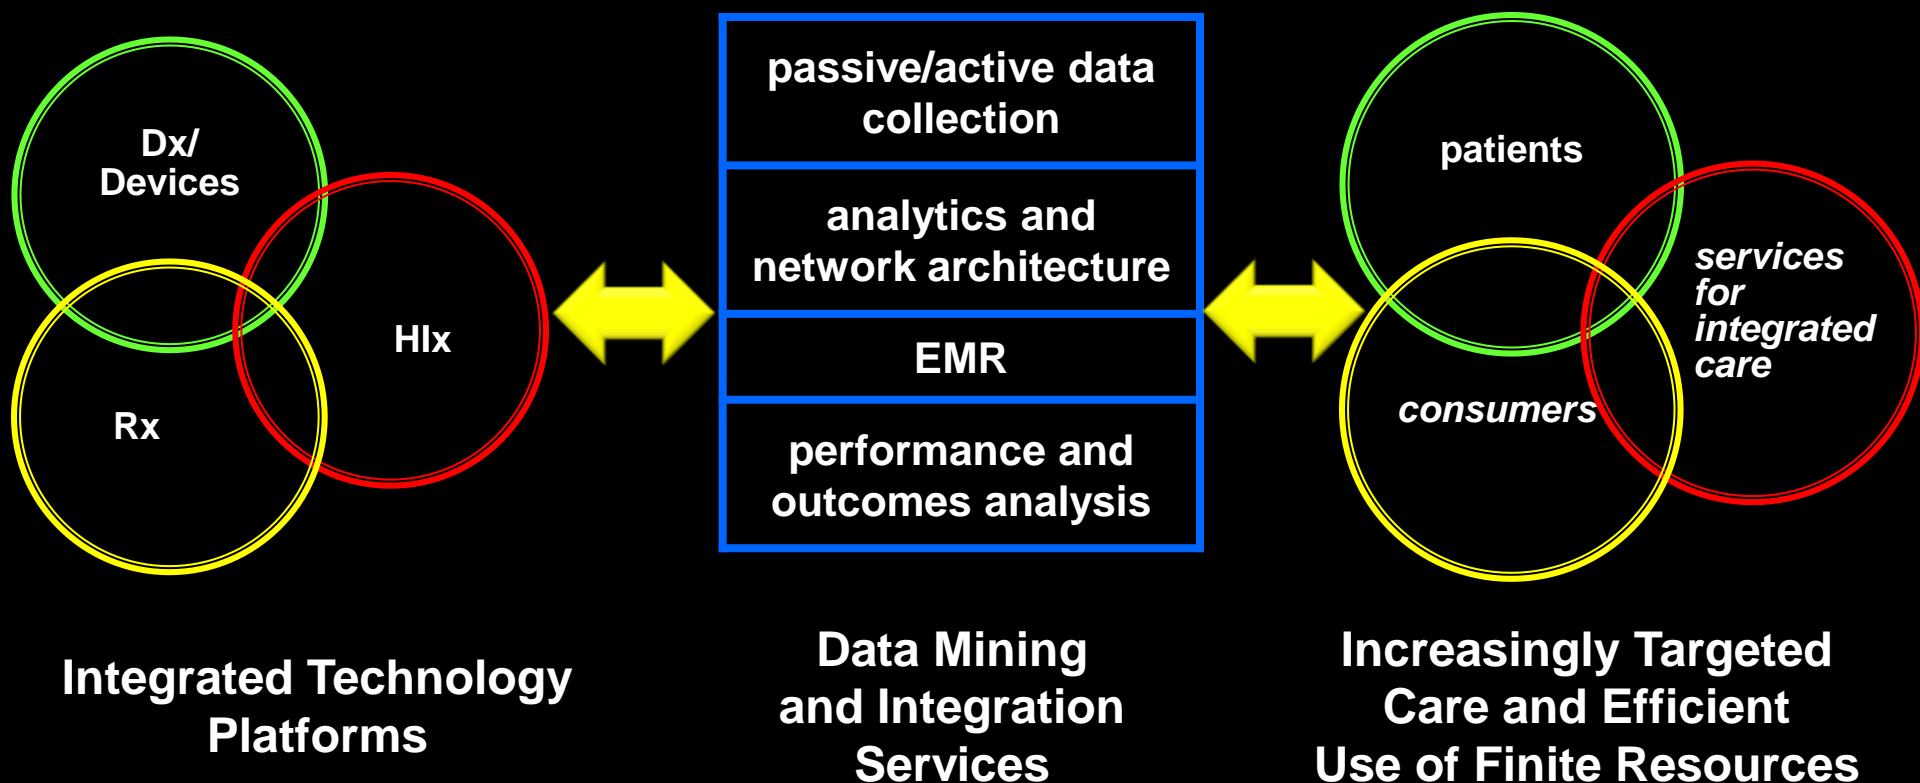 Dx/
Devices
HIx
Rx
passive/active data
collection
analytics and
network architecture
EMR
performance and
outcomes analysis
patients
services
for
integrated
care
consumers
Integrated Technology
Platforms
Data Mining
and Integration
Services
Increasingly Targeted
Care and Efficient
Use of Finite Resources